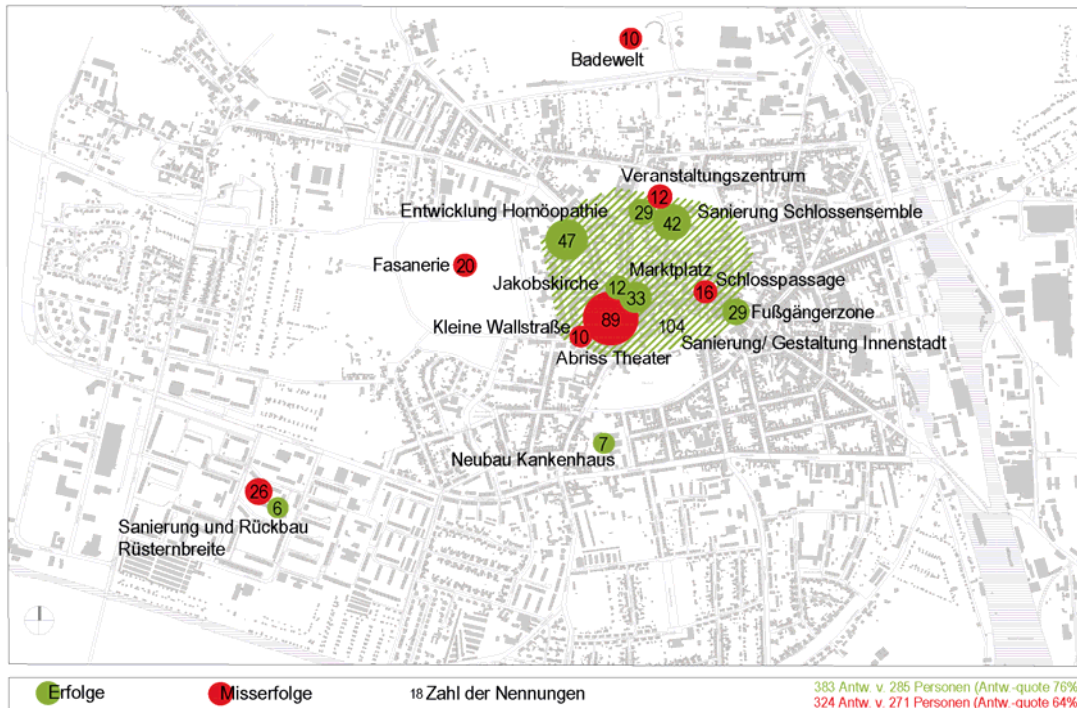 10
Badewelt
Veranstaltungszentrum
12
Entwicklung Homöopathie
29
42
Sanierung Schlossensemble
47
Fasanerie
20
Marktplatz
Jakobskirche
12
33
Schlosspassage
16
89
29
Fußgängerzone
Kleine Wallstraße
10
104
Sanierung/ Gestaltung Innenstadt
Abriss Theater
7
Neubau Kankenhaus
26
6
Sanierung und Rückbau
Rüsternbreite
Erfolge
Misserfolge
18 Zahl der Nennungen
383 Antw. v. 285 Personen (Antw.-quote 76%
324 Antw. v. 271 Personen (Antw.-quote 64%